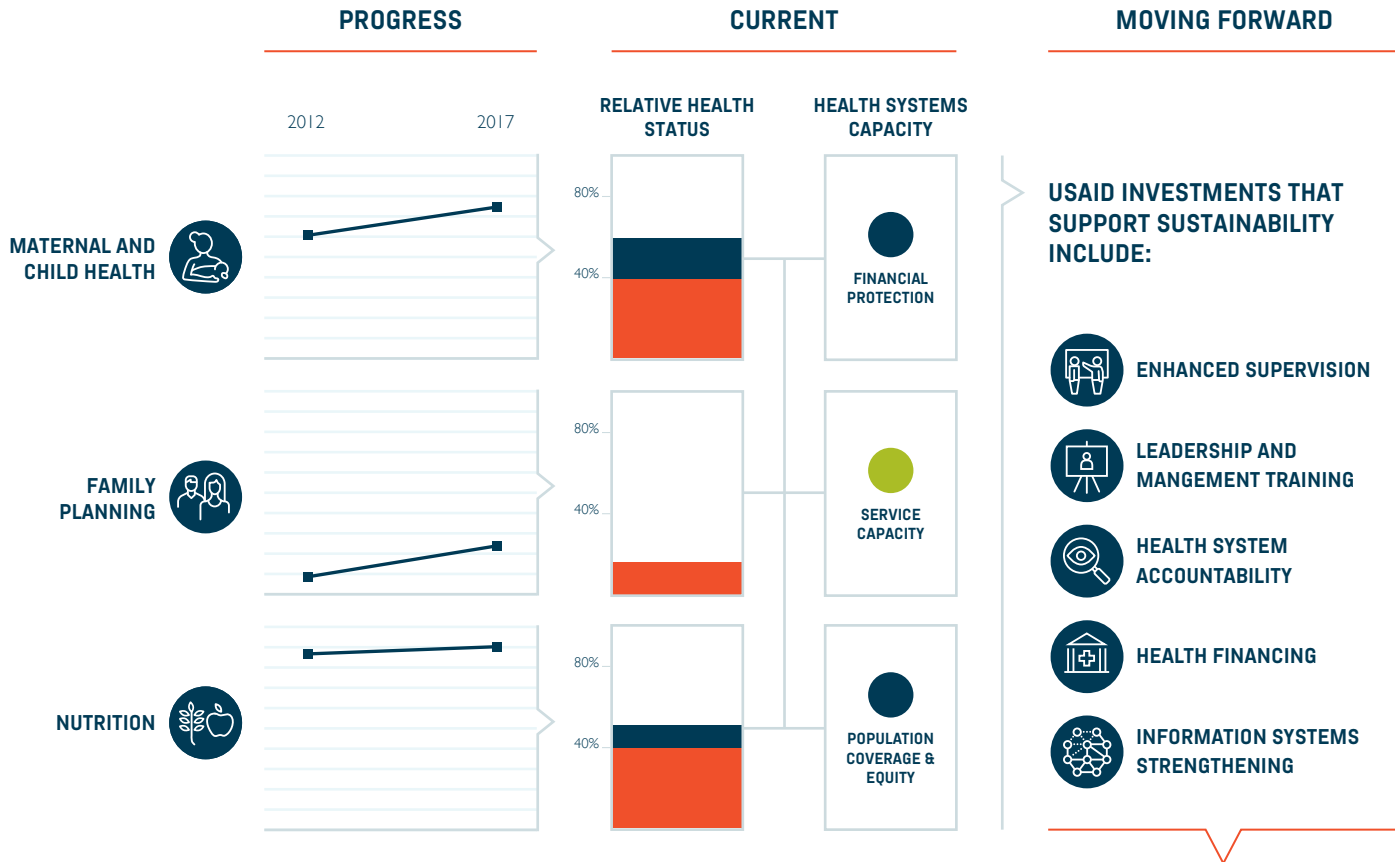 PROGRESS
CURRENT
MOVING FORWARD
2012
2017
RELATIVE HEALTH
STATUS
HEALTH SYSTEMS
CAPACITY
MATERNAL AND
CHILD HEALTH
80%
40%
FINANCIAL
PROTECTION
FAMILY
PLANNING
80%
40%
SERVICE
CAPACITY
NUTRITION
80%
40%
POPULATION
COVERAGE &
EQUITY
USAID INVESTMENTS THAT
SUPPORT SUSTAINABILITY
INCLUDE:
ENHANCED SUPERVISION
LEADERSHIP AND
MANGEMENT TRAINING
HEALTH SYSTEM
ACCOUNTABILITY
HEALTH FINANCING
INFORMATION SYSTEMS
STRENGTHENING